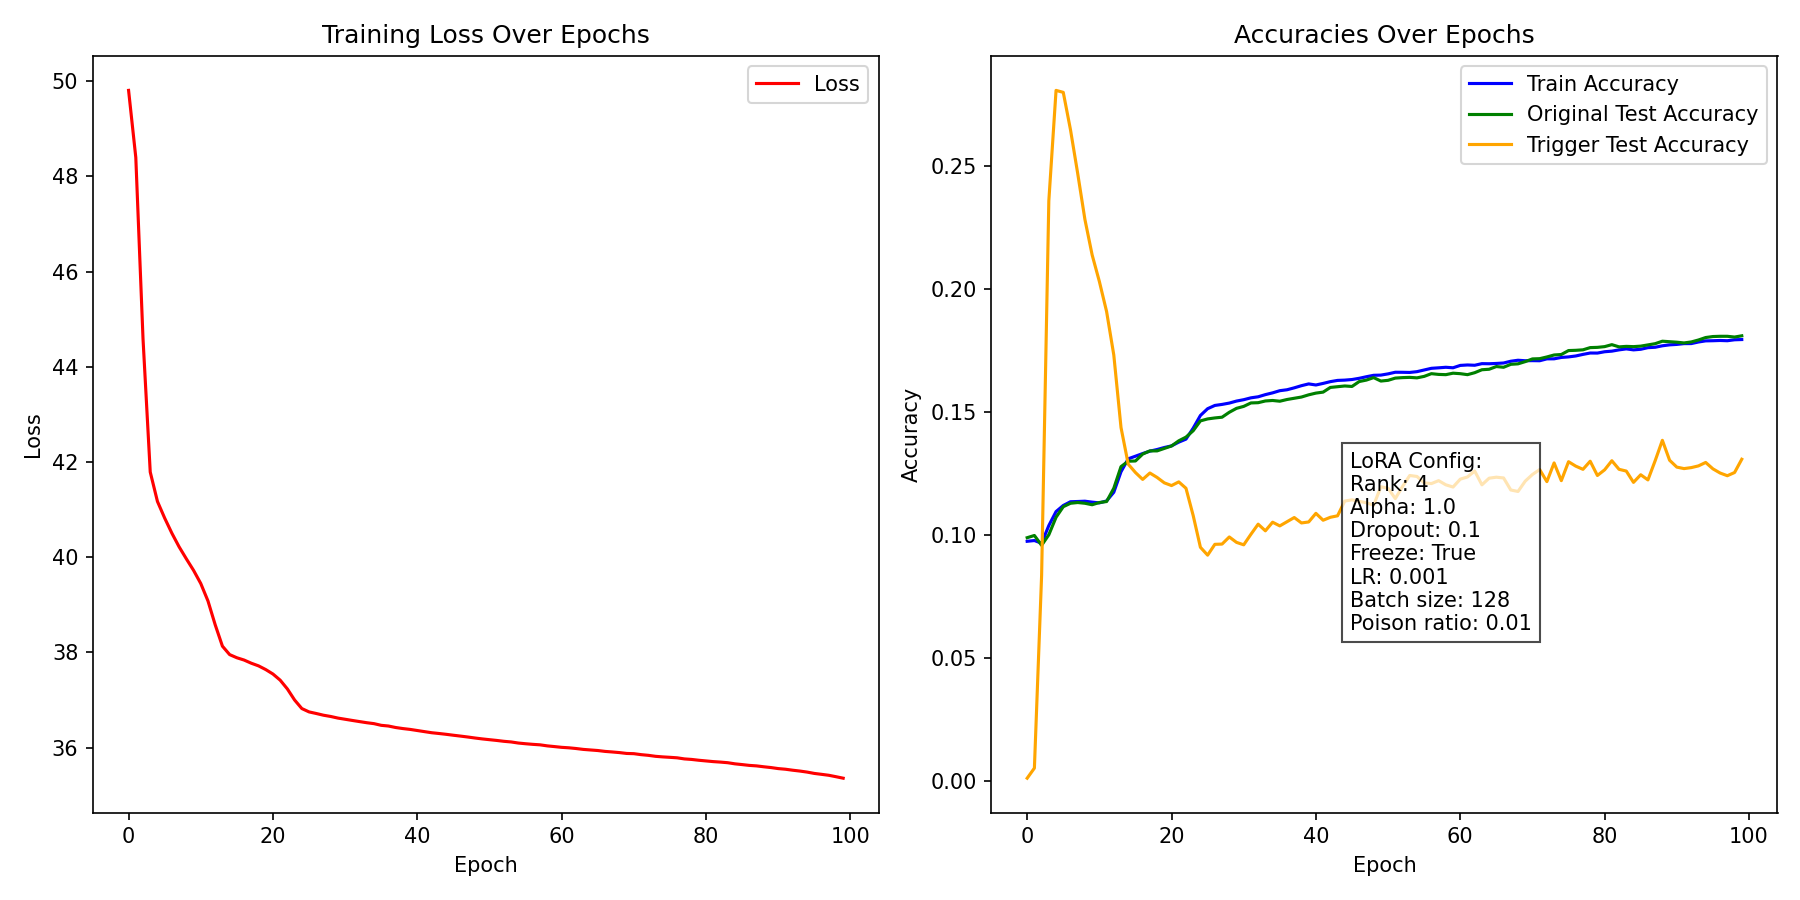 Training Loss Over Epochs
Loss
50
48
46
44
42
40
38
36
Loss
0 20 40 60 80 100
Epoch
Accuracies Over Epochs
Train Accuracy
Original Test Accuracy
Trigger Test Accuracy
0.25
0.20
0.15
0.10
0.05
0.00
Accuracy
LoRA Config:
Rank: 4
Alpha: 1.0
Dropout: 0.1
Freeze: True
LR: 0.001
Batch size: 128
Poison ratio: 0.01
0 20 40 60 80 100
Epoch